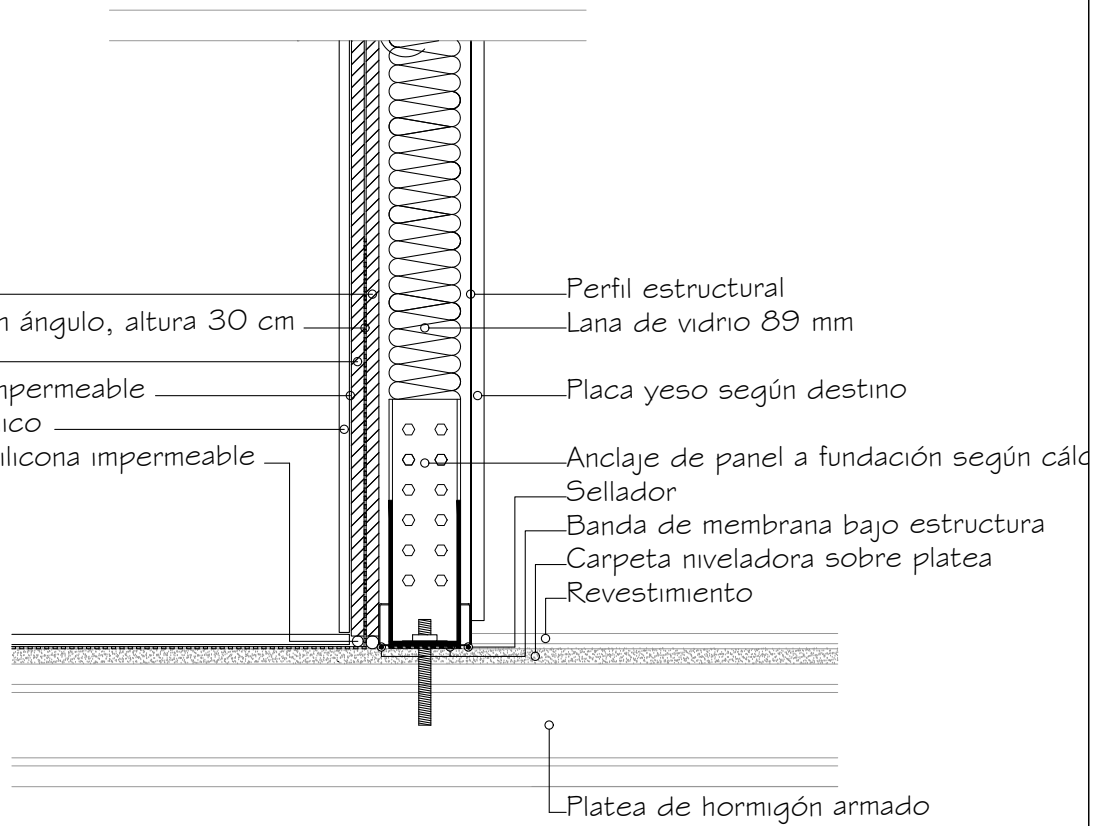 n ángulo, altura 30 cm
mpermeable
ico
ilicona impermeable
Perfil estructural
Lana de vidrio 89 mm
Placa yeso según destino
Anclaje de panel a fundación según cálc
Sellador
Banda de membrana bajo estructura
Carpeta niveladora sobre platea
Revestimiento
Platea de hormigón armado